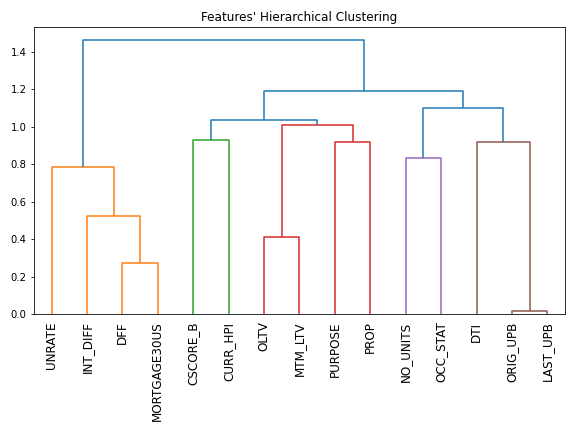 Features' Hierarchical Clustering
1.4
1.2
1.0
0.8
0.6
0.4
0.2
0.0
UNRATE
INT_DIFF
DFF
MORTGAGE30US
CSCORE_B
CURR_HPI
OLTV
MTM_LTV
PURPOSE
PROP
NO_UNITS
OCC_STAT
DTI
ORIG_UPB
LAST_UPB